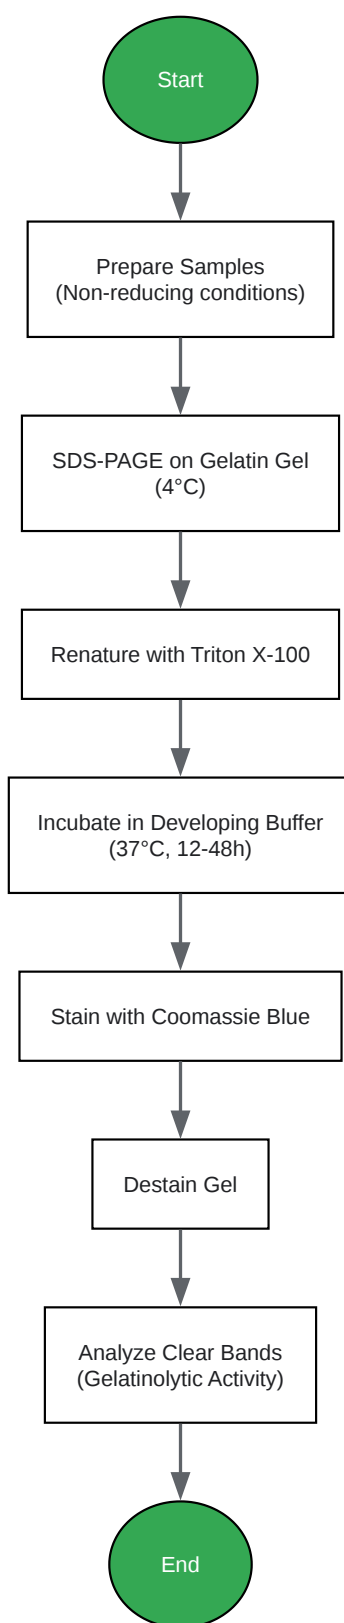 Start
Prepare Samples
(Non-reducing conditions)
SDS-PAGE on Gelatin Gel
(4°C)
Renature with Triton X-100
Incubate in Developing Buffer
(37°C, 12-48h)
Stain with Coomassie Blue
Destain Gel
Analyze Clear Bands
(Gelatinolytic Activity)
End